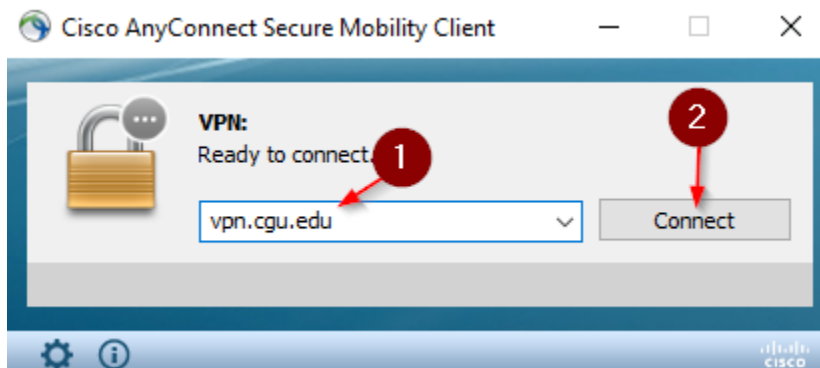 Cisco AnyConnect Secure Mobility Client
VPN:
Ready to connect.
1
2
vpn.cgu.edu
Connect
CISCO